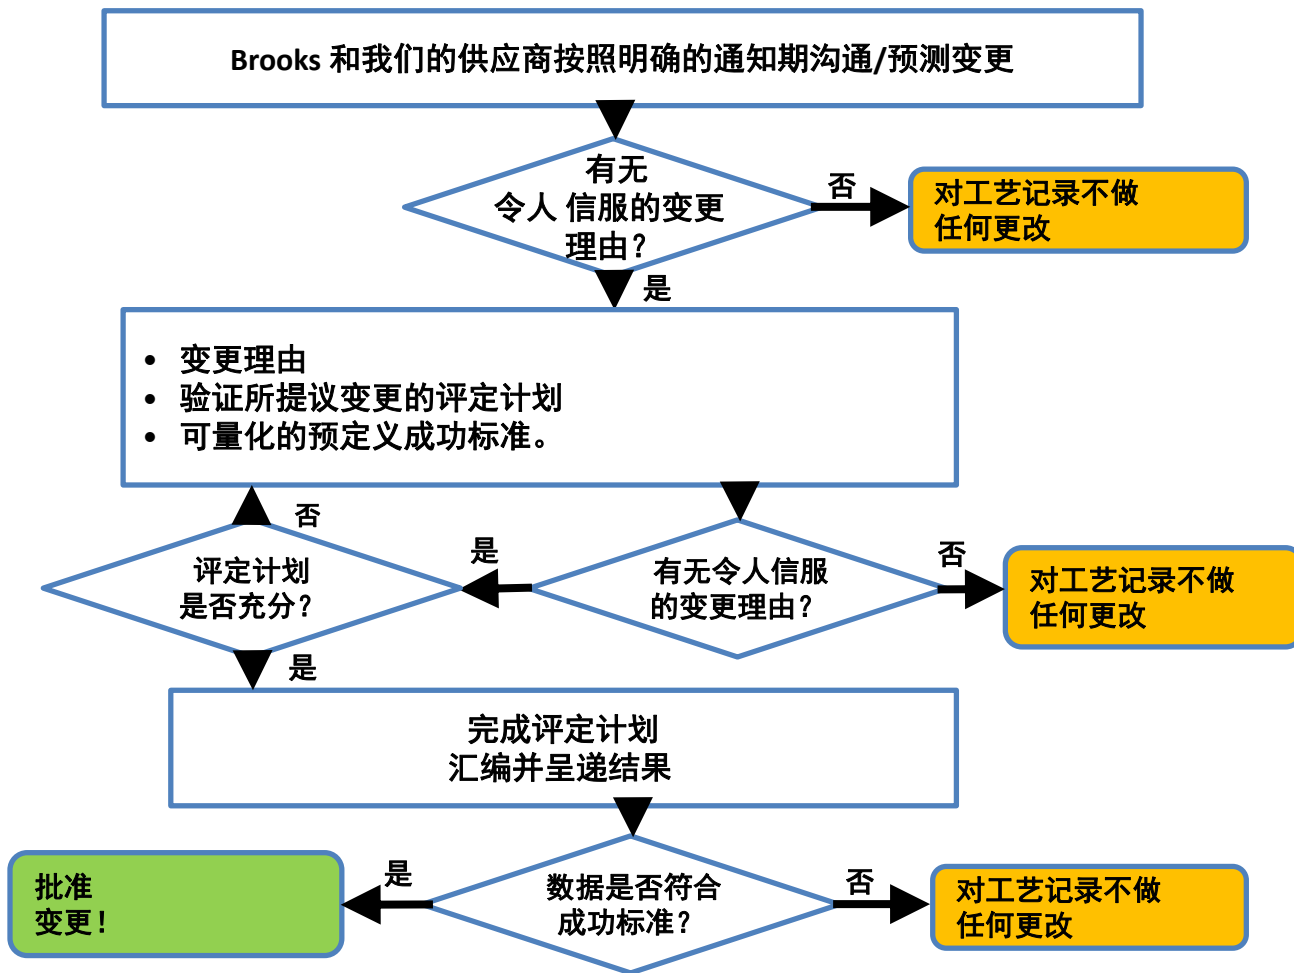 Brooks 和我们的供应商按照明确的通知期沟通/预测变更
有无
令人 信服的变更
理由？
否
对工艺记录不做
任何更改
是
• 变更理由
• 验证所提议变更的评定计划
• 可量化的预定义成功标准。
否
评定计划
是否充分？
是
有无令人信服
的变更理由？
否
对工艺记录不做
任何更改
是
完成评定计划
汇编并呈递结果
批准
变更！
是
数据是否符合
成功标准？
否
对工艺记录不做
任何更改